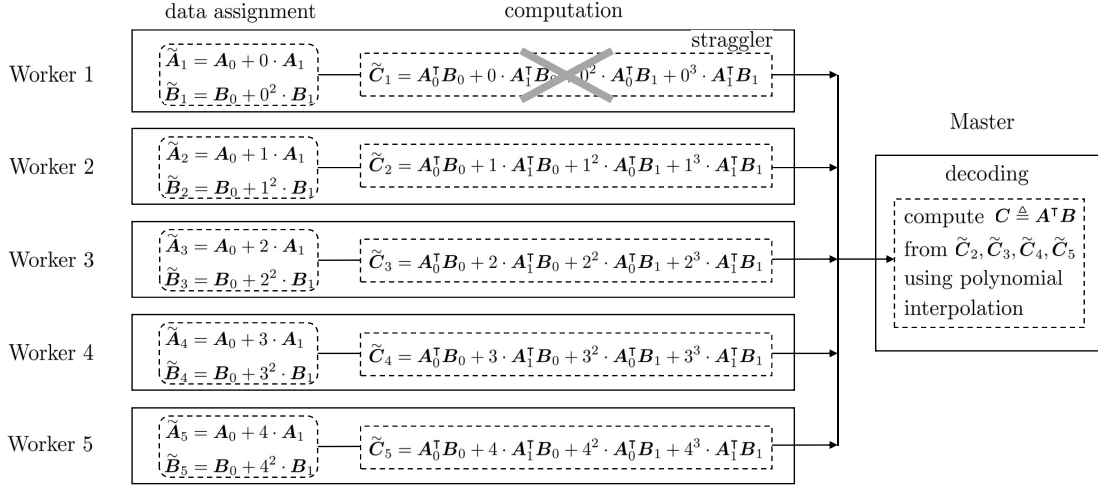 data assignment computation
straggler
Worker 1
Ã₁ = A₀ + 0 · A₁
B̃₁ = B₀ + 0² · B₁
C̃₁ = A₀ᵀB₀ + 0 · A₁ᵀB₀ + 0² · A₀ᵀB₁ + 0³ · A₁ᵀB₁
Worker 2
Ã₂ = A₀ + 1 · A₁
B̃₂ = B₀ + 1² · B₁
C̃₂ = A₀ᵀB₀ + 1 · A₁ᵀB₀ + 1² · A₀ᵀB₁ + 1³ · A₁ᵀB₁
Worker 3
Ã₃ = A₀ + 2 · A₁
B̃₃ = B₀ + 2² · B₁
C̃₃ = A₀ᵀB₀ + 2 · A₁ᵀB₀ + 2² · A₀ᵀB₁ + 2³ · A₁ᵀB₁
Worker 4
Ã₄ = A₀ + 3 · A₁
B̃₄ = B₀ + 3² · B₁
C̃₄ = A₀ᵀB₀ + 3 · A₁ᵀB₀ + 3² · A₀ᵀB₁ + 3³ · A₁ᵀB₁
Worker 5
Ã₅ = A₀ + 4 · A₁
B̃₅ = B₀ + 4² · B₁
C̃₅ = A₀ᵀB₀ + 4 · A₁ᵀB₀ + 4² · A₀ᵀB₁ + 4³ · A₁ᵀB₁
Master
decoding
compute C ≜ AᵀB
from C̃₂, C̃₃, C̃₄, C̃₅
using polynomial
interpolation